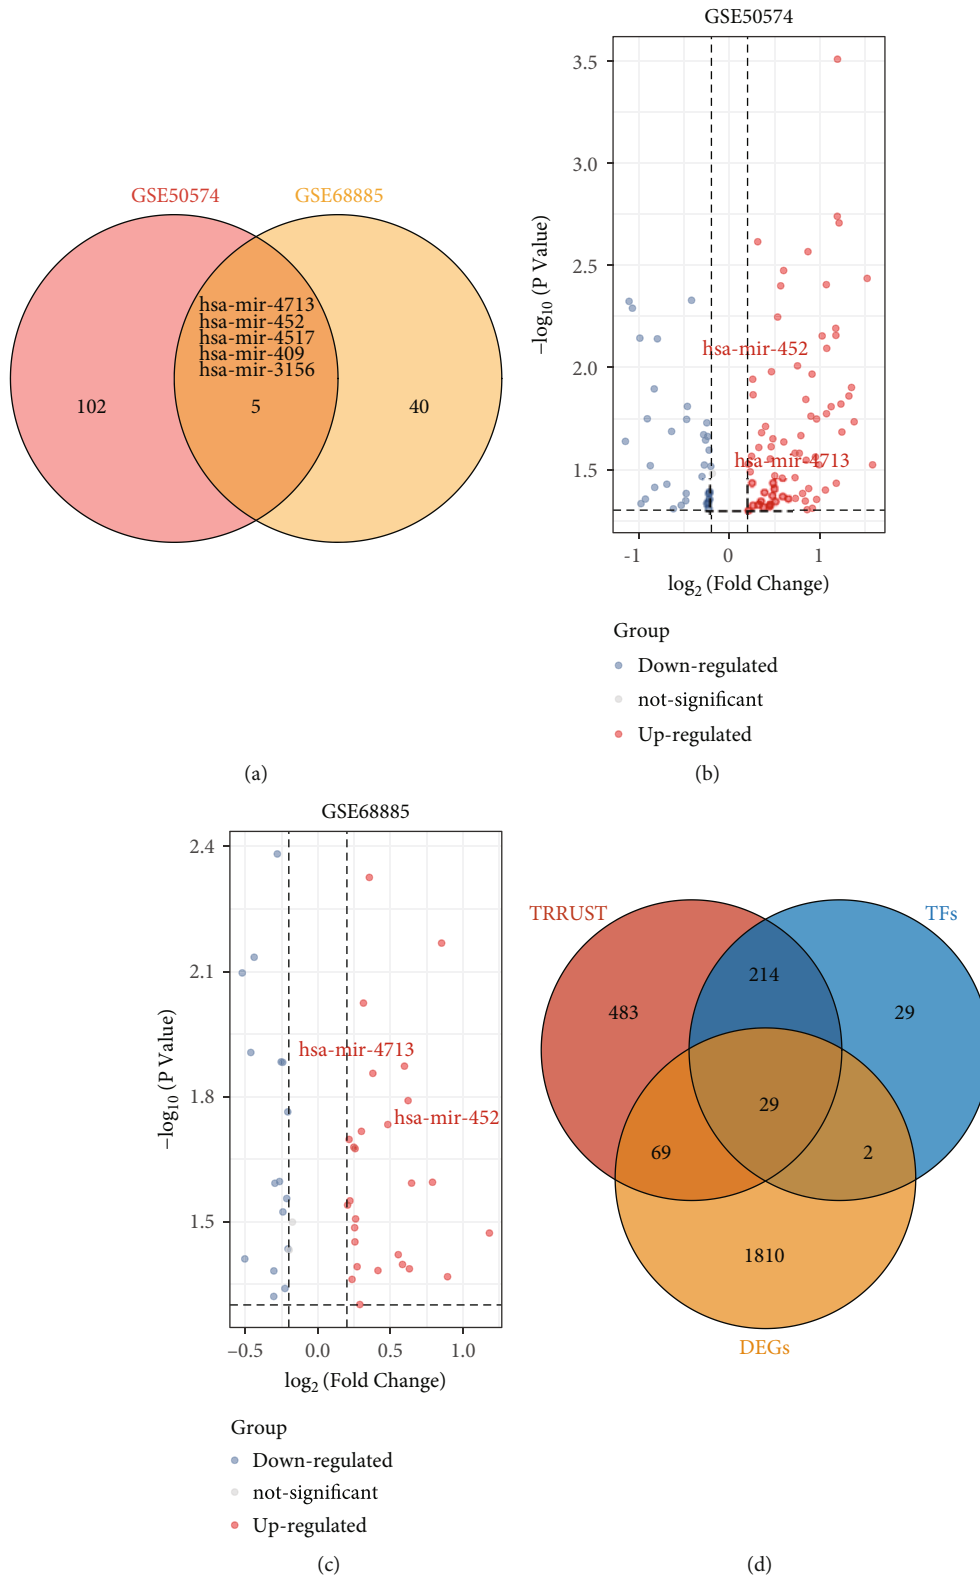 GSE50574
GSE68885
hsa-mir-4713
hsa-mir-452
hsa-mir-4517
hsa-mir-409
hsa-mir-3156
102
5
40
(a)
GSE50574
3.5
3.0
2.5
2.0
1.5
−log10 (P Value)
hsa-mir-452
hsa-mir-4713
-1
0
1
log2 (Fold Change)
Group
Down-regulated
not-significant
Up-regulated
(b)
GSE68885
2.4
2.1
1.8
1.5
−log10 (P Value)
hsa-mir-4713
hsa-mir-452
−0.5
0.0
0.5
1.0
log2 (Fold Change)
Group
Down-regulated
not-significant
Up-regulated
(c)
TRRUST
TFs
214
483
29
29
69
2
1810
DEGs
(d)